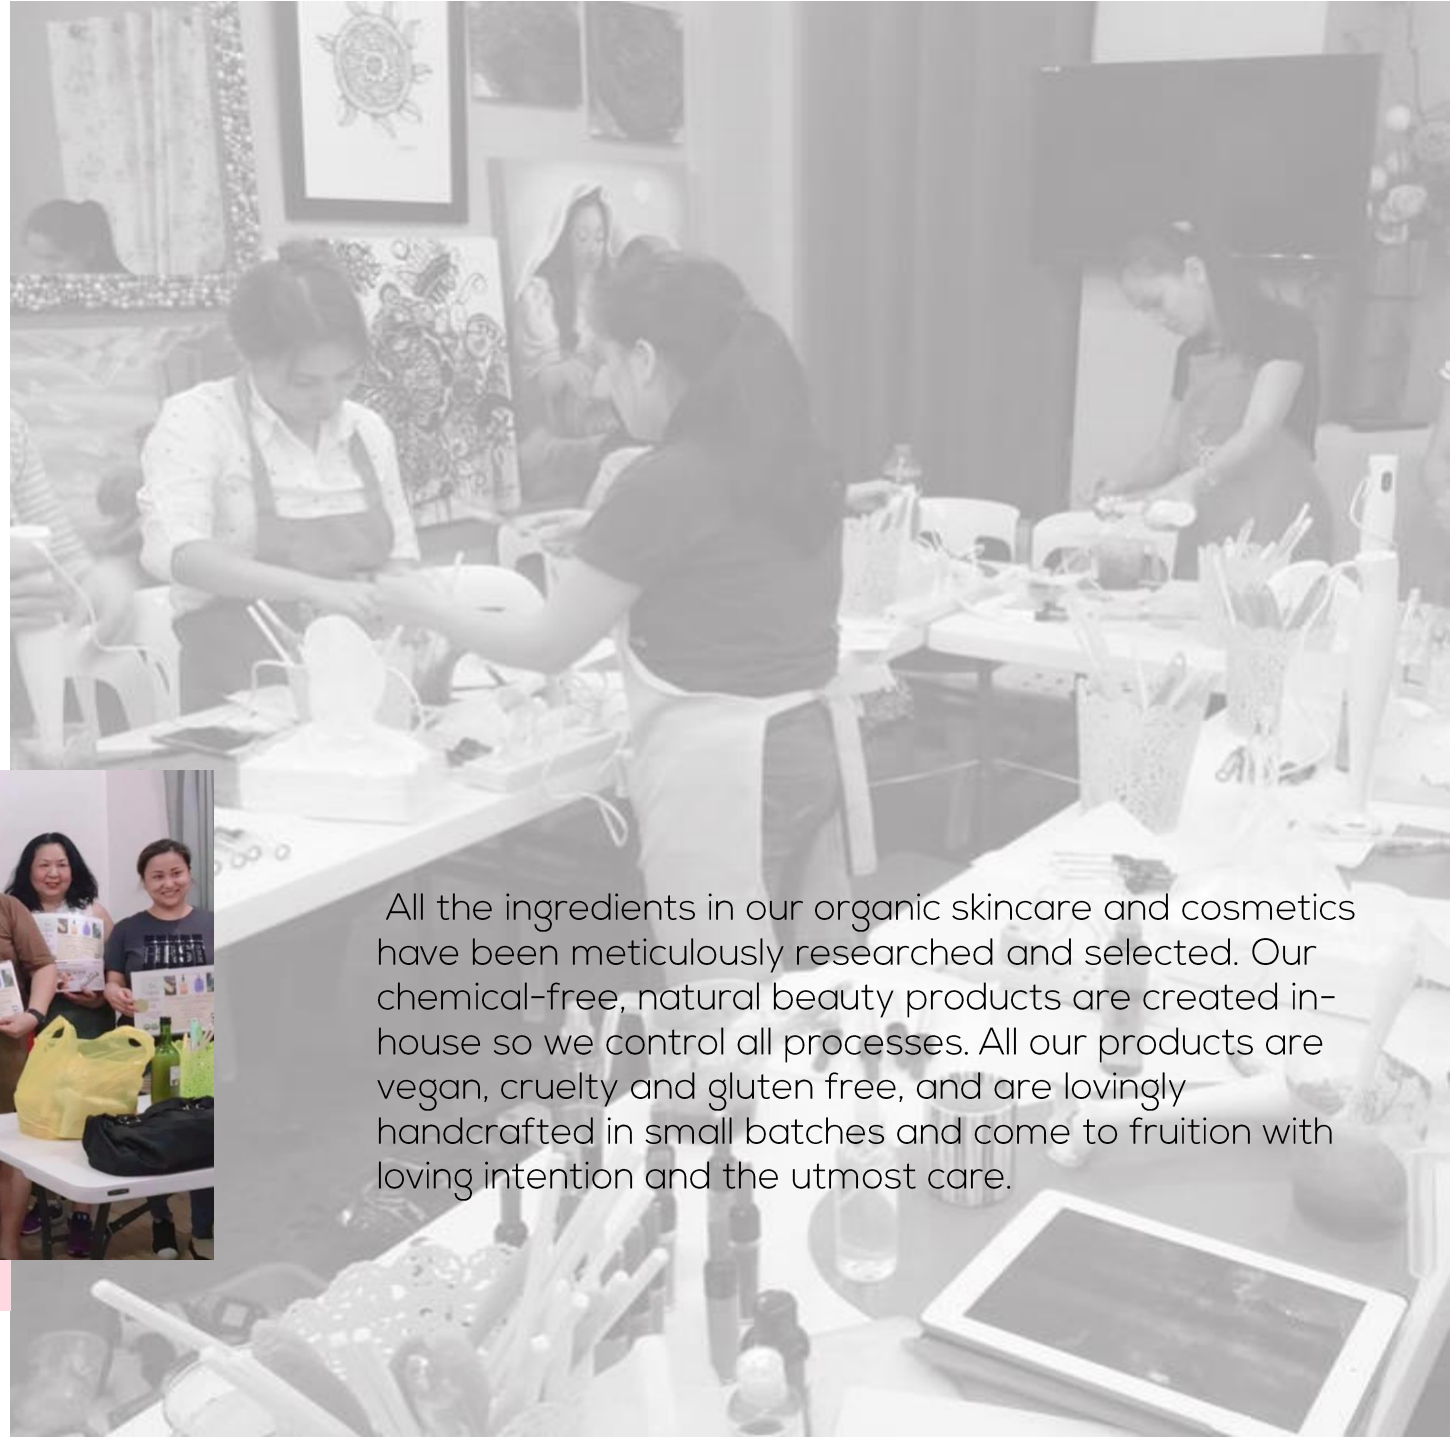 All the ingredients in our organic skincare and cosmetics
have been meticulously researched and selected. Our
chemical-free, natural beauty products are created in-
house so we control all processes. All our products are
vegan, cruelty and gluten free, and are lovingly
handcrafted in small batches and come to fruition with
loving intention and the utmost care.